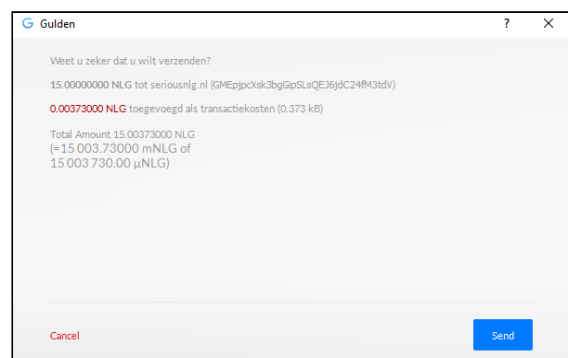 Gulden
?
Weet u zeker dat u wilt verzenden?
15.00000000 NLG tot seriousnlg.nl (GMEpjpcXsk3bgGipSLsQEJ6jdC24fM3tdV)
0.00373000 NLG toegevoegd als transactiekosten (0.373 kB)
Total Amount 15.00373000 NLG
(=15 003.73000 mNLG of
15 003 730.00 µNLG)
Cancel
Send